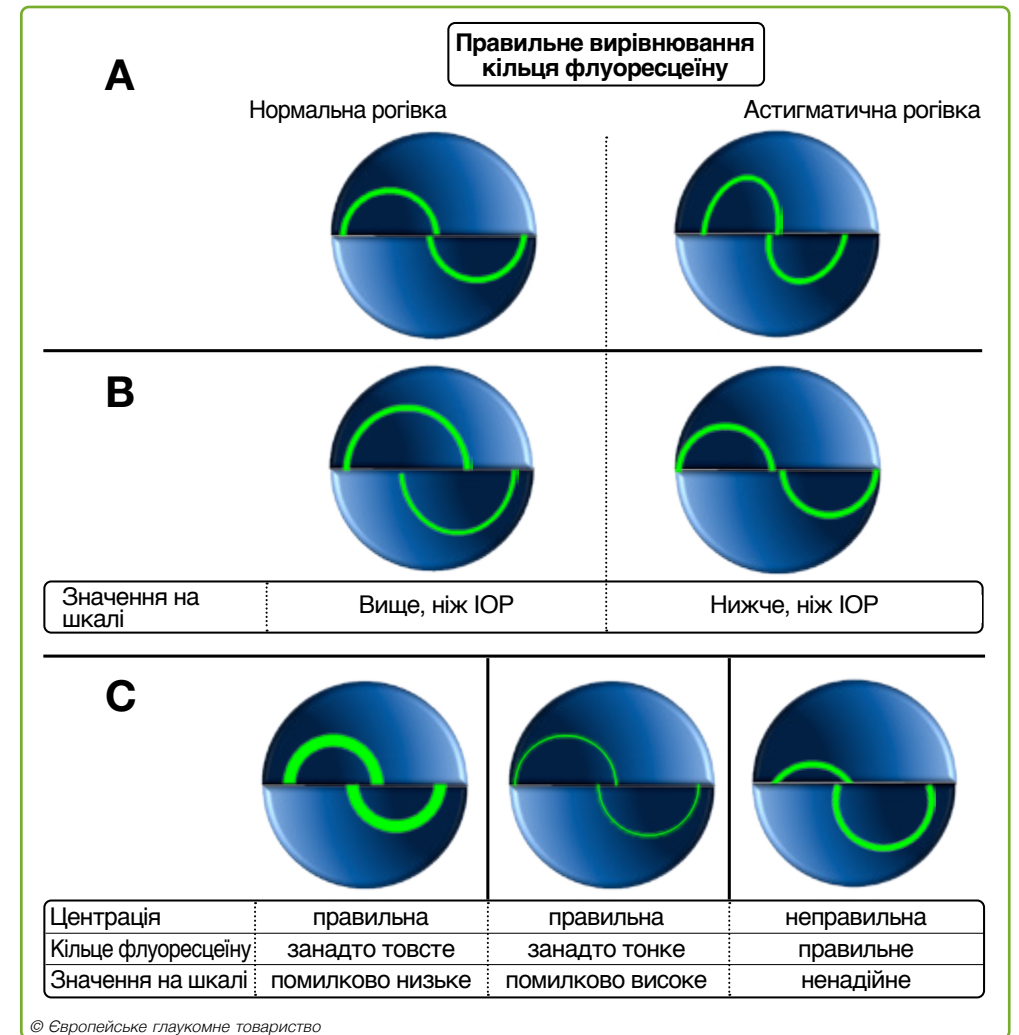 A
Правильне вирівнювання
кільця флуоресцеїну
Нормальна рогівка
Астигматична рогівка
B
Значення на
шкалі
Вище, ніж IOP
Нижче, ніж IOP
C
Центрація правильна правильна неправильна
Кільце флуоресцеїну занадто товсте занадто тонке правильне
Значення на шкалі помилково низьке помилково високе ненадійне
© Європейське глаукомне товариство